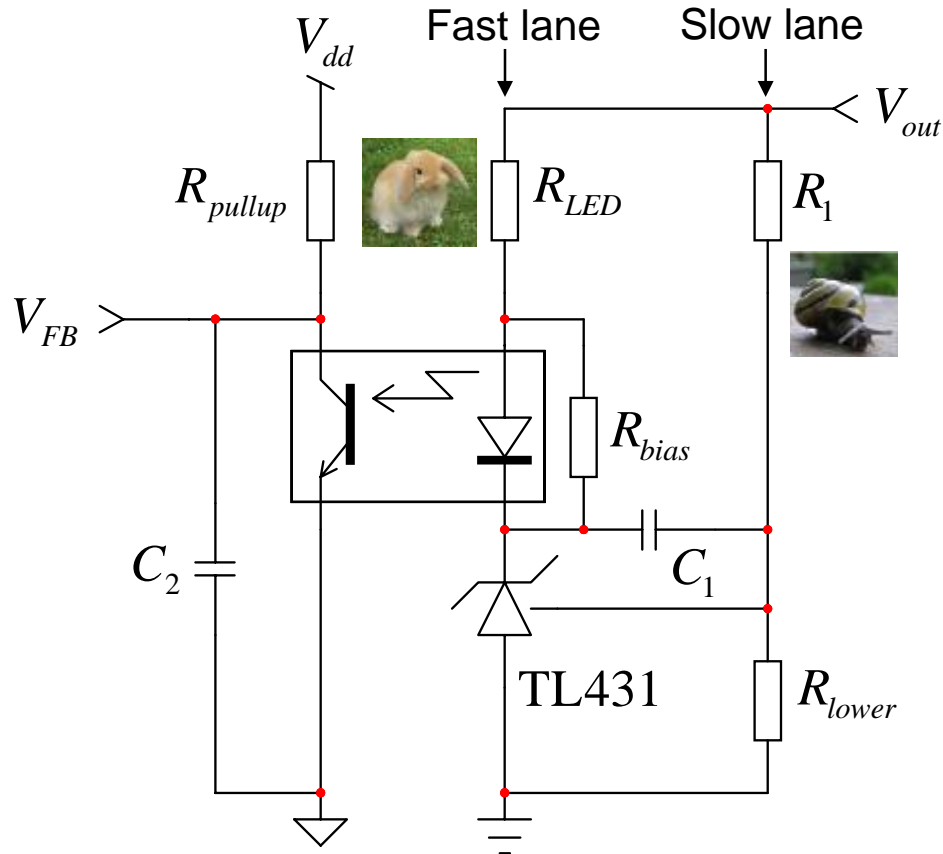 Fast lane
Slow lane
V_dd
V_out
R_pullup
R_LED
R_1
V_FB
R_bias
C_2
C_1
TL431
R_lower